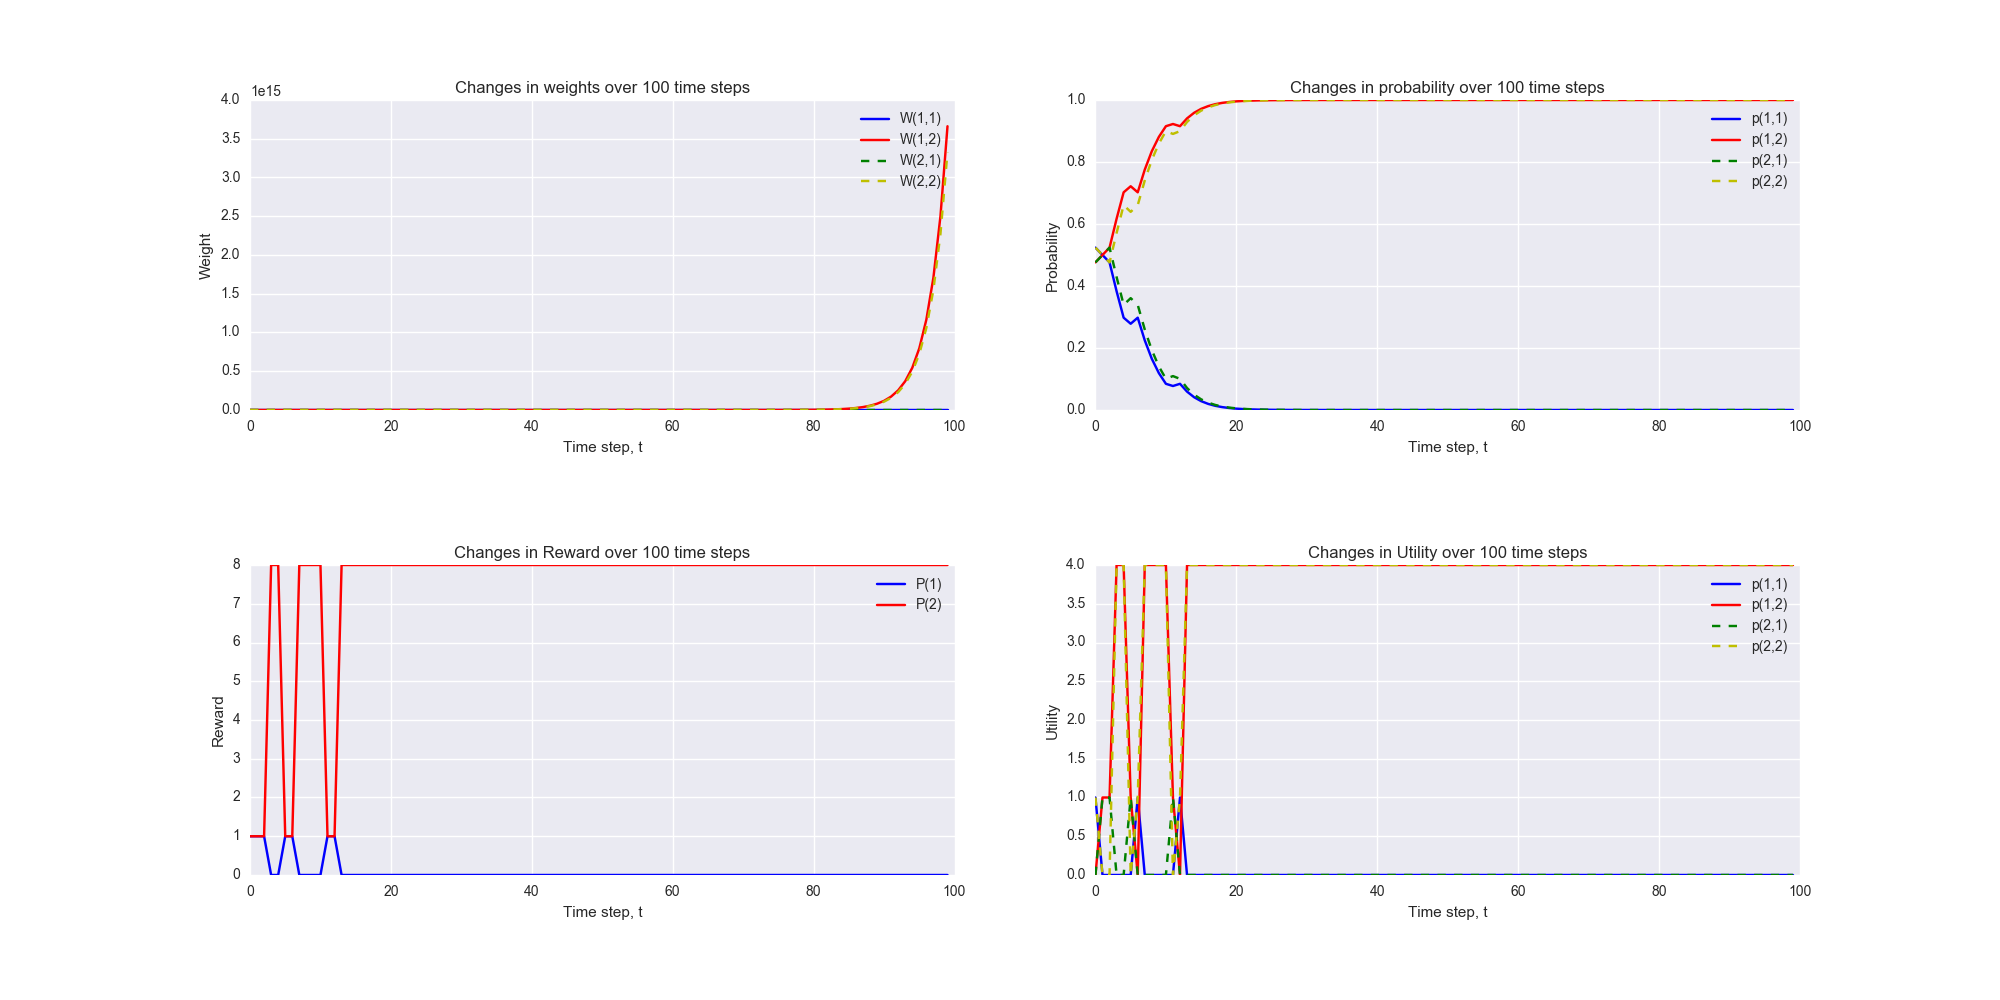 Changes in weights over 100 time steps
1e15
4.0
3.5
3.0
2.5
2.0
1.5
1.0
0.5
0.0
Weight
0 20 40 60 80 100
Time step, t
W(1,1)
W(1,2)
W(2,1)
W(2,2)
Changes in probability over 100 time steps
1.0
0.8
0.6
0.4
0.2
0.0
Probability
0 20 40 60 80 100
Time step, t
p(1,1)
p(1,2)
p(2,1)
p(2,2)
Changes in Reward over 100 time steps
8
7
6
5
4
3
2
1
0
Reward
0 20 40 60 80 100
Time step, t
P(1)
P(2)
Changes in Utility over 100 time steps
4.0
3.5
3.0
2.5
2.0
1.5
1.0
0.5
0.0
Utility
0 20 40 60 80 100
Time step, t
p(1,1)
p(1,2)
p(2,1)
p(2,2)